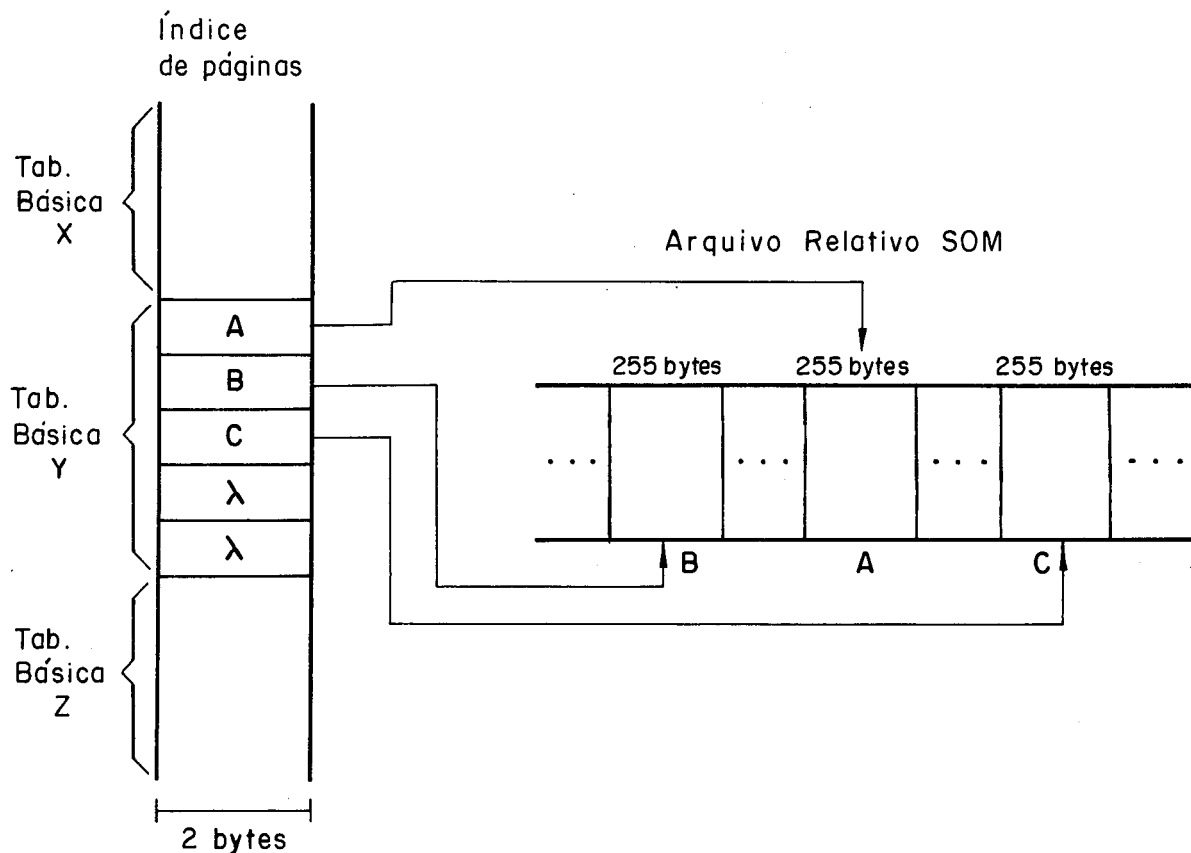 Índice
de páginas
Tab.
Básica
X
Arquivo Relativo SOM
A
255 bytes 255 bytes 255 bytes
B
Tab.
Básica
Y
C
... ... ... ...
λ
λ
B A C
Tab.
Básica
Z
2 bytes